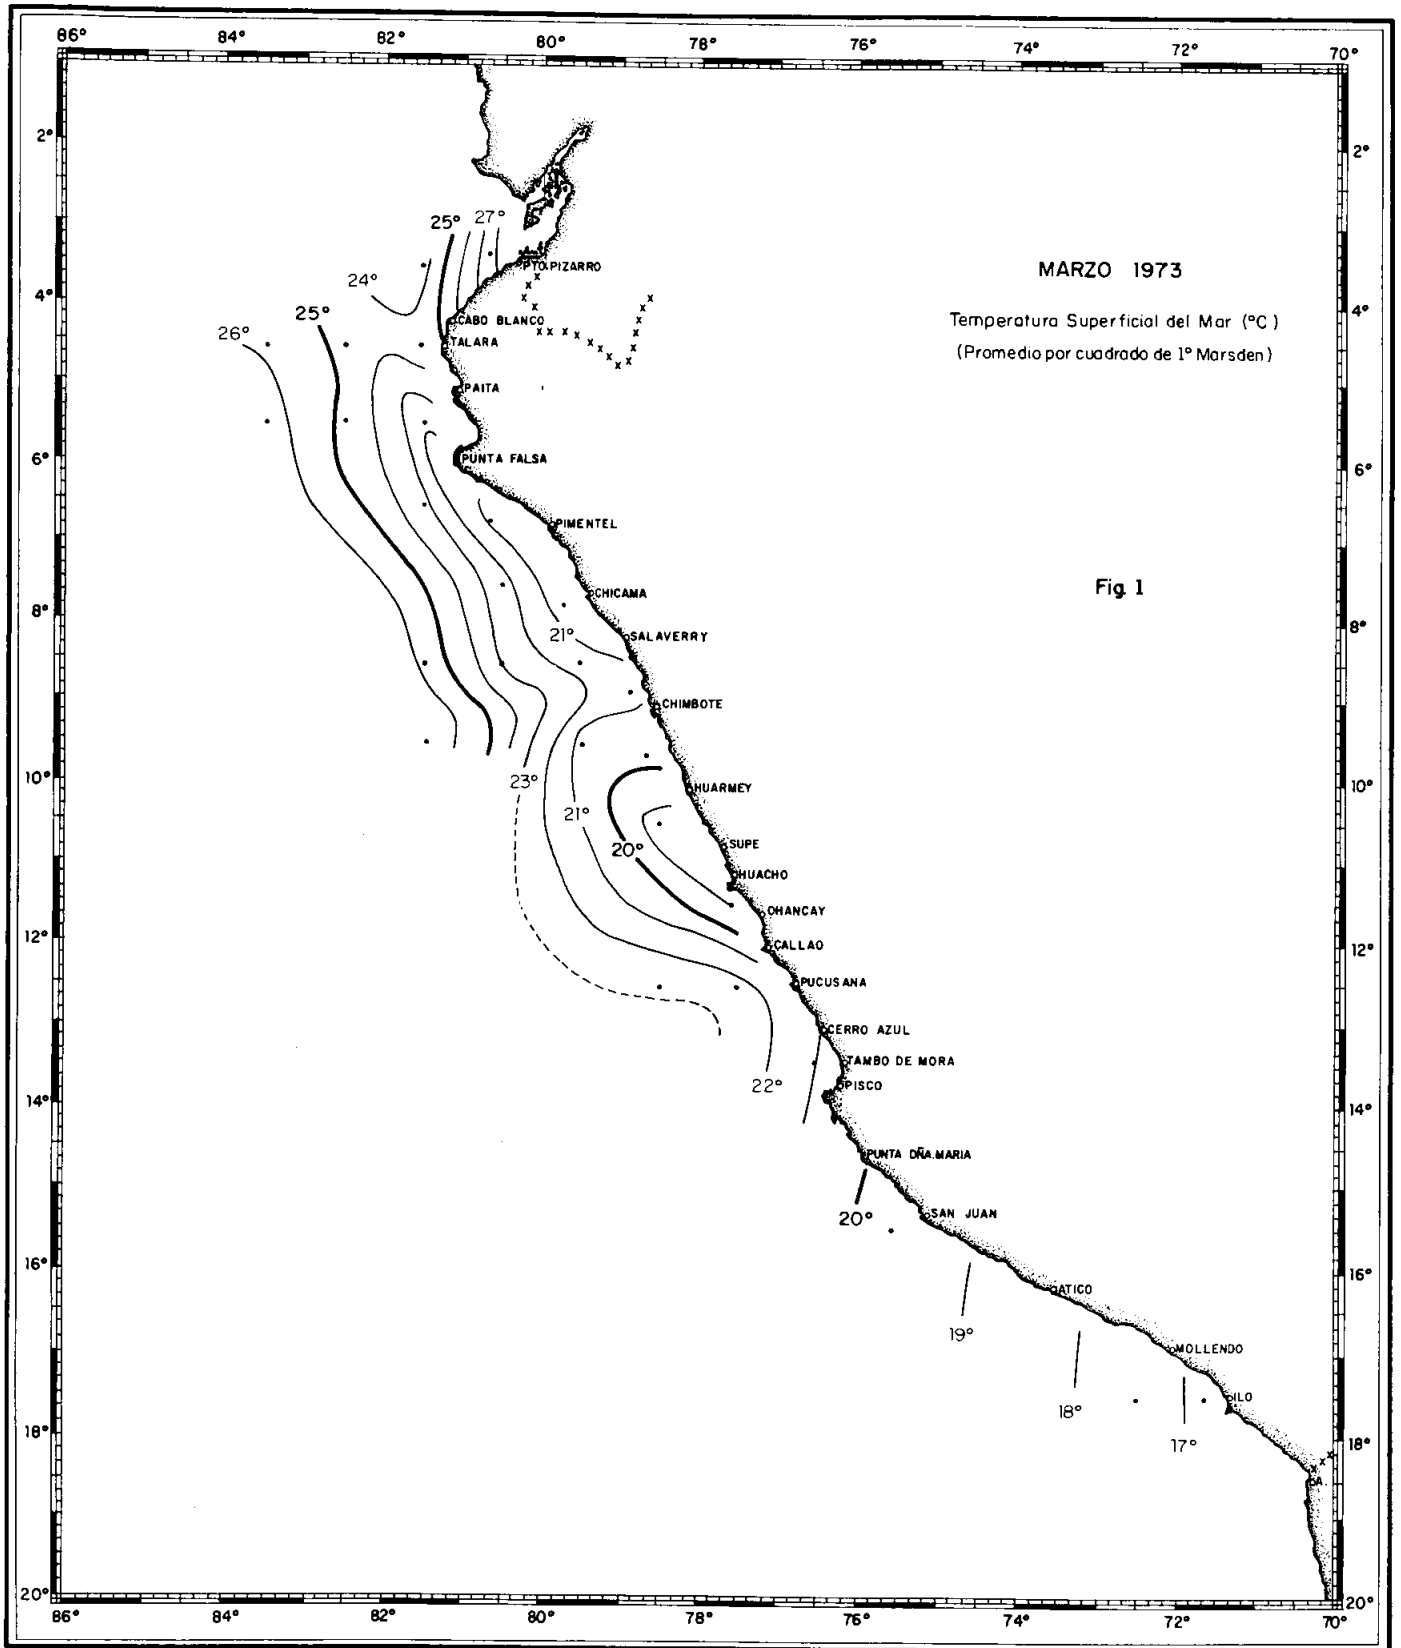 86° 84° 82° 80° 78° 76° 74° 72° 70°
2° 2°
25° 27°
PTO.PIZARRO
MARZO 1973
24°
4° 4°
CABO BLANCO
Temperatura Superficial del Mar (°C)
25°
26°
TALARA
(Promedio por cuadrado de 1° Marsden)
PAITA
6° 6°
PUNTA FALSA
PIMENTEL
Fig. 1
CHICAMA
8° 8°
21°
SALAVERRY
CHIMBOTE
10° 10°
23°
HUARMEY
21°
20°
SUPE
HUACHO
OHANCAY
12° 12°
CALLAO
PUCUSANA
CERRO AZUL
TAMBO DE MORA
22°
PISCO
14° 14°
PUNTA DÑA.MARIA
20°
SAN JUAN
16° 16°
ATICO
19°
MOLLENDO
ILO
18°
17°
18° 18°
A.
20° 20°
86° 84° 82° 80° 78° 76° 74° 72° 70°